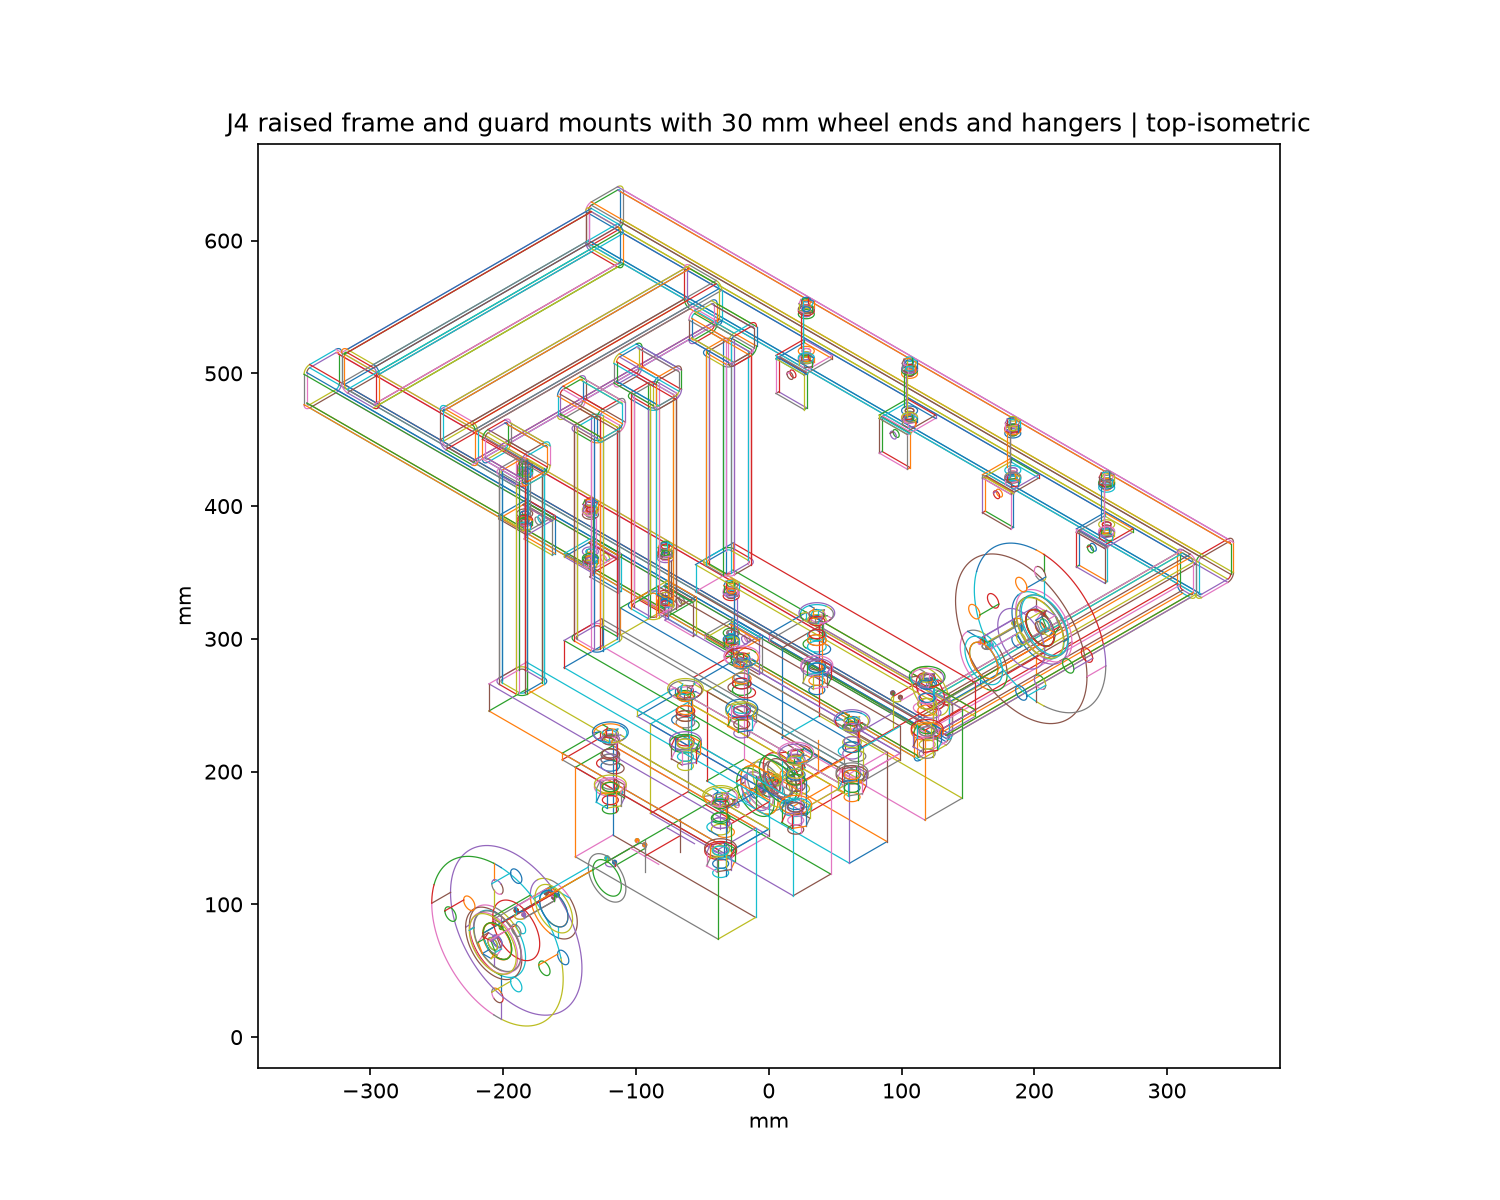 J4 raised frame and guard mounts with 30 mm wheel ends and hangers | top-isometric
600
500
400
300
200
100
0
mm
−300 −200 −100 0 100 200 300
mm